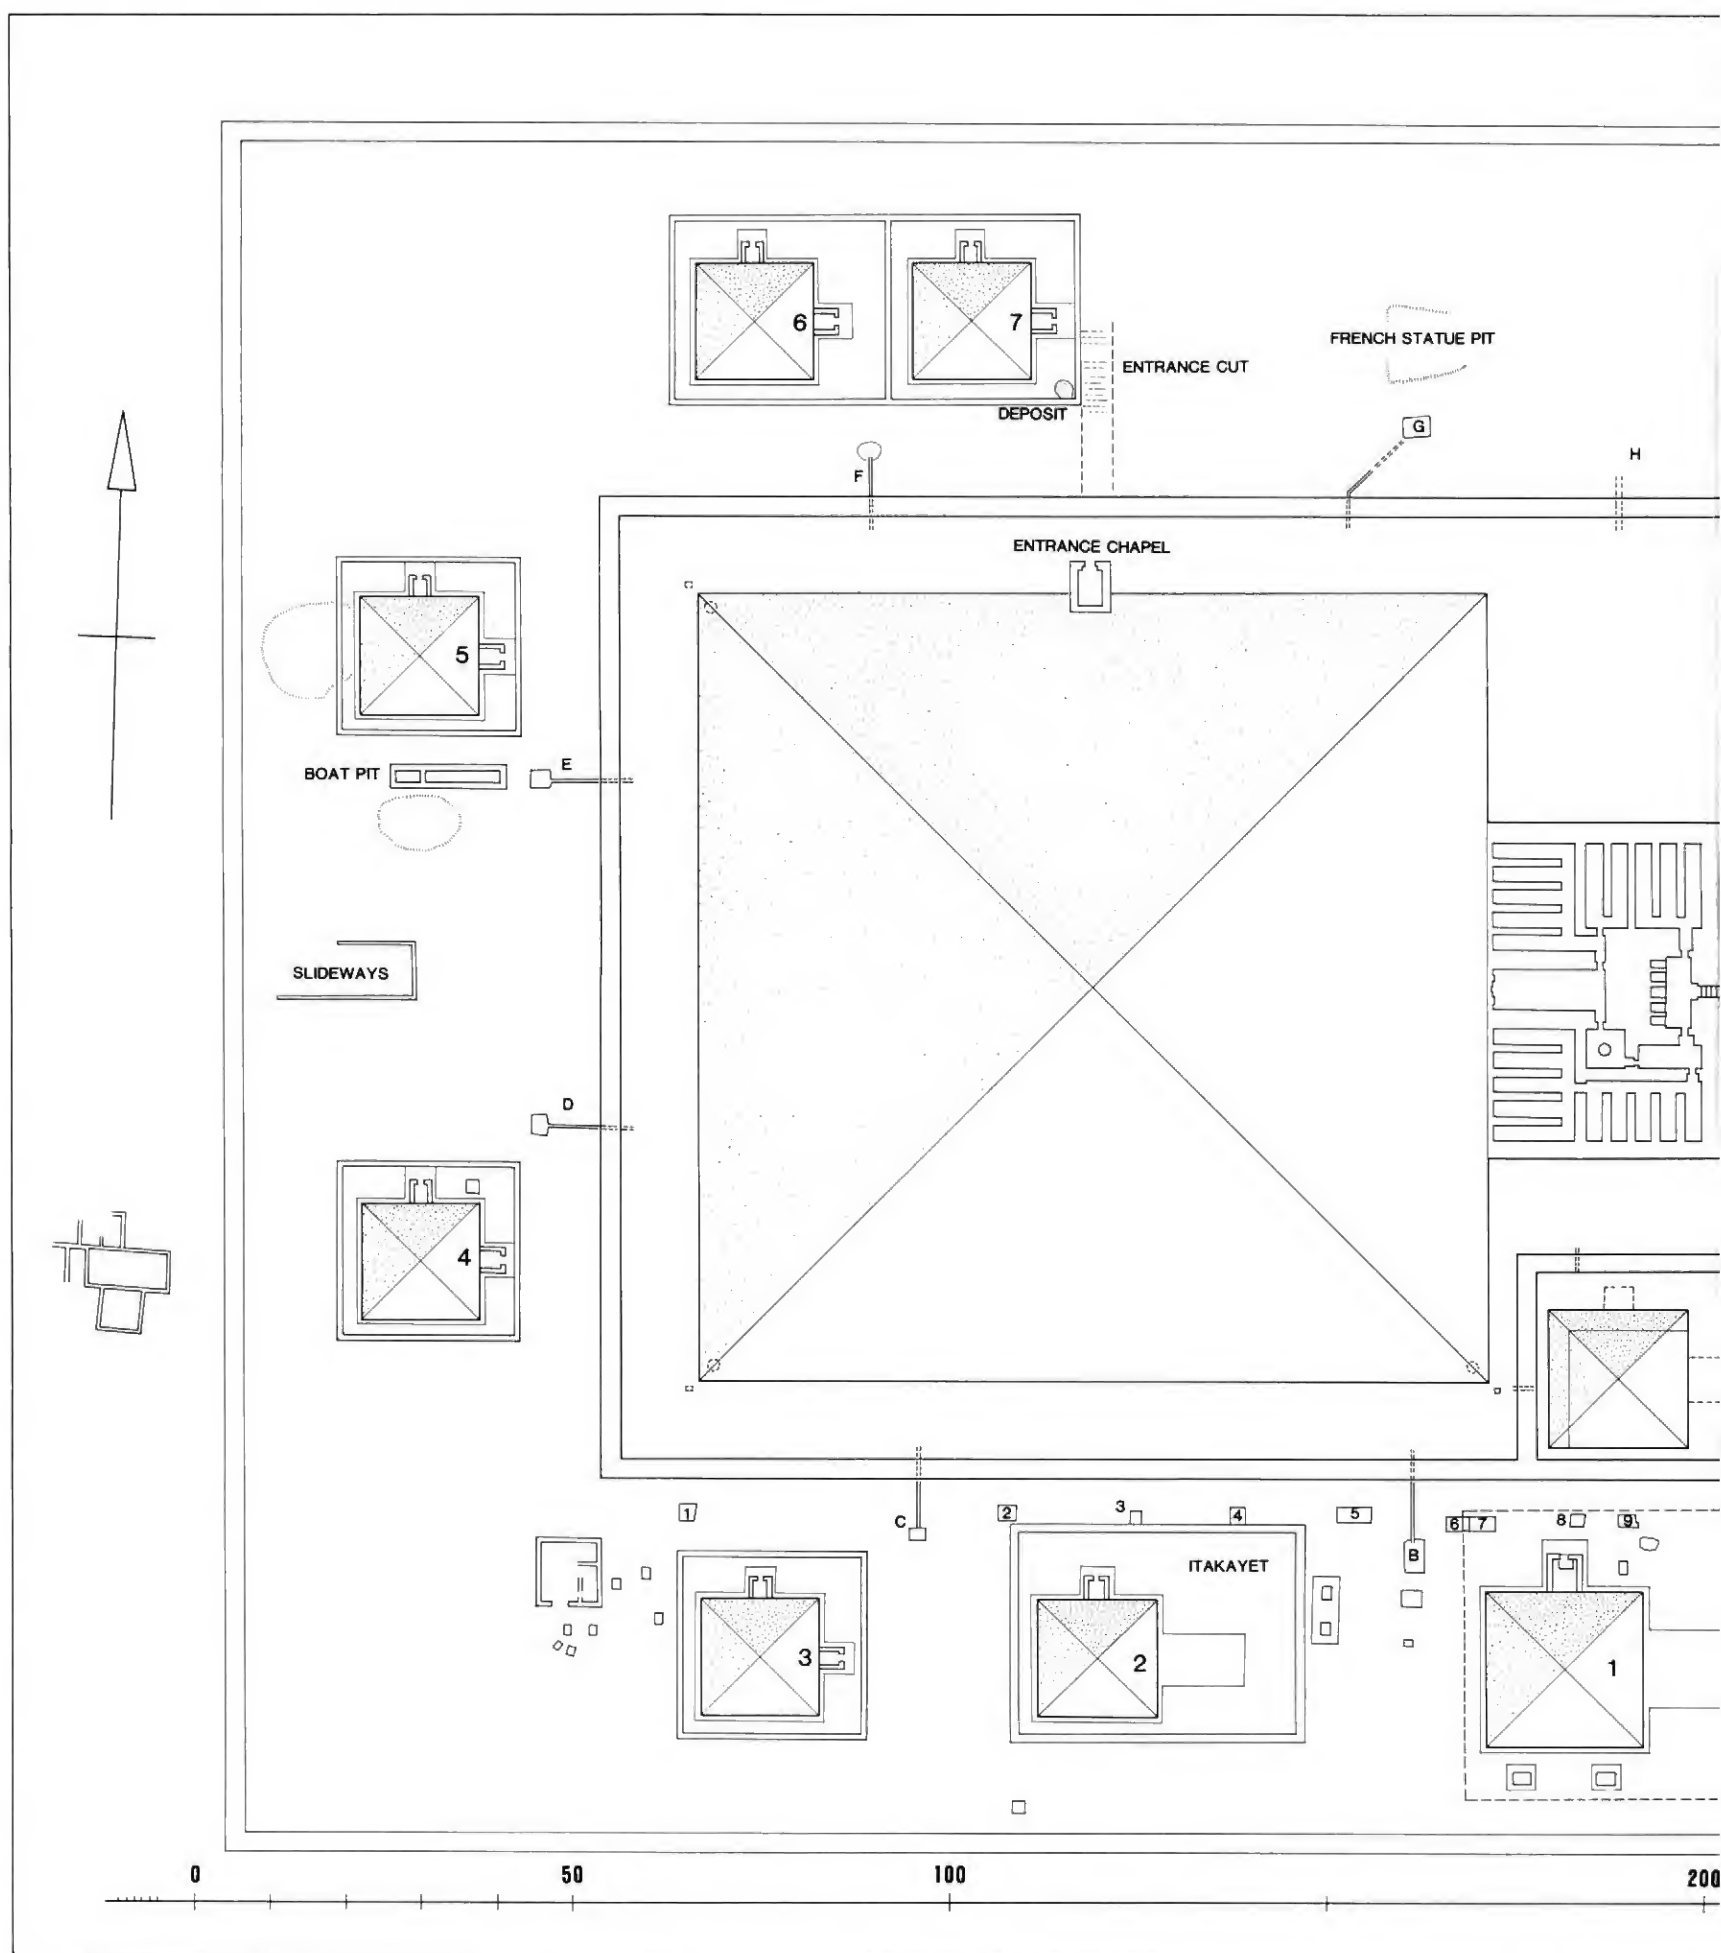 6
7
FRENCH STATUE PIT
ENTRANCE CUT
DEPOSIT
G
H
F
ENTRANCE CHAPEL
5
E
BOAT PIT
SLIDEWAYS
D
4
1
C
2
3
4
5
6
7
8
9
B
ITAKAYET
3
2
1
0
50
100
200